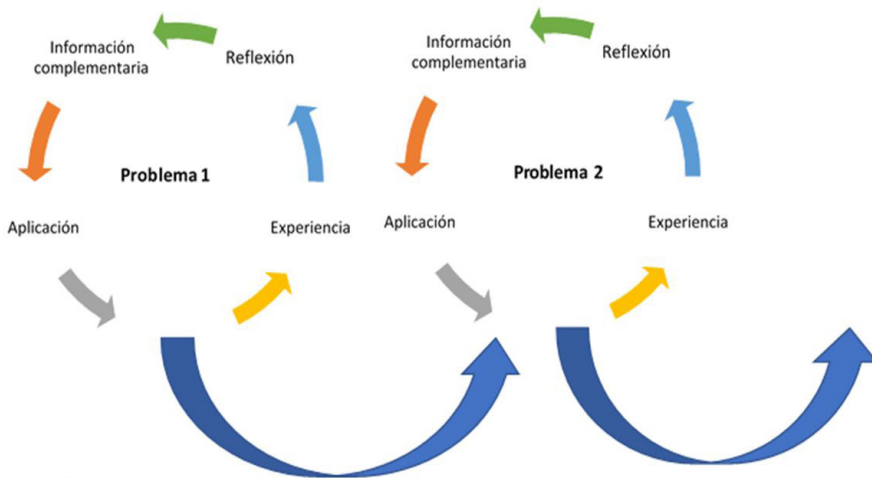 Información
complementaria
Reflexión
Problema 1
Aplicación
Experiencia
Información
complementaria
Reflexión
Problema 2
Aplicación
Experiencia